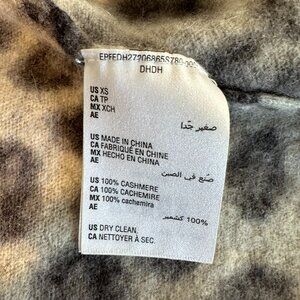 DHDH
US XS
CA TP
MX XCH
AE
صغير جدًا
US MADE IN CHINA
CA FABRIQUÉ EN CHINE
MX HECHO EN CHINA
AE
صنع في الصين
US 100% CASHMERE
CA 100% CACHEMIRE
MX 100% cachemira
AE
100% كشمير
US DRY CLEAN.
CA NETTOYER À SEC.